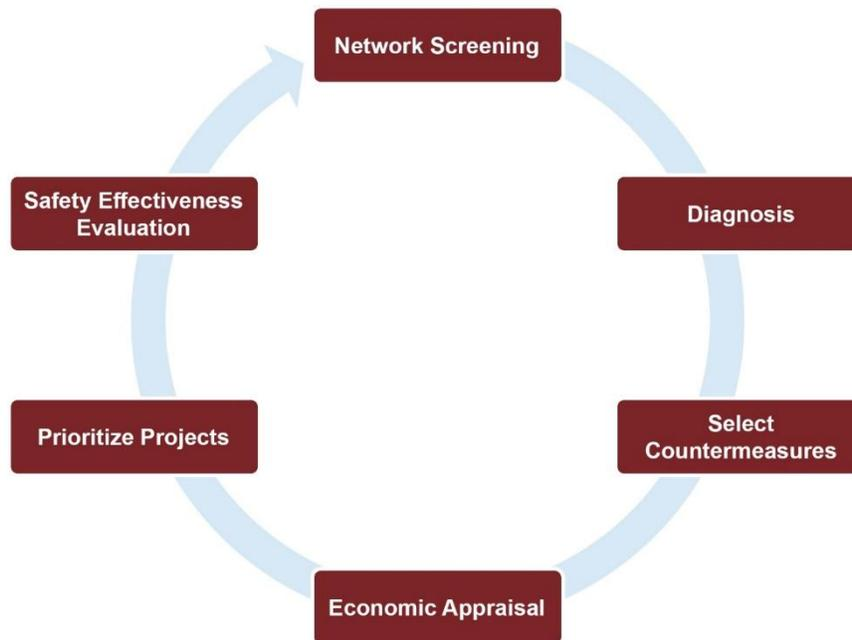 Network Screening
Diagnosis
Select
Countermeasures
Economic Appraisal
Prioritize Projects
Safety Effectiveness
Evaluation